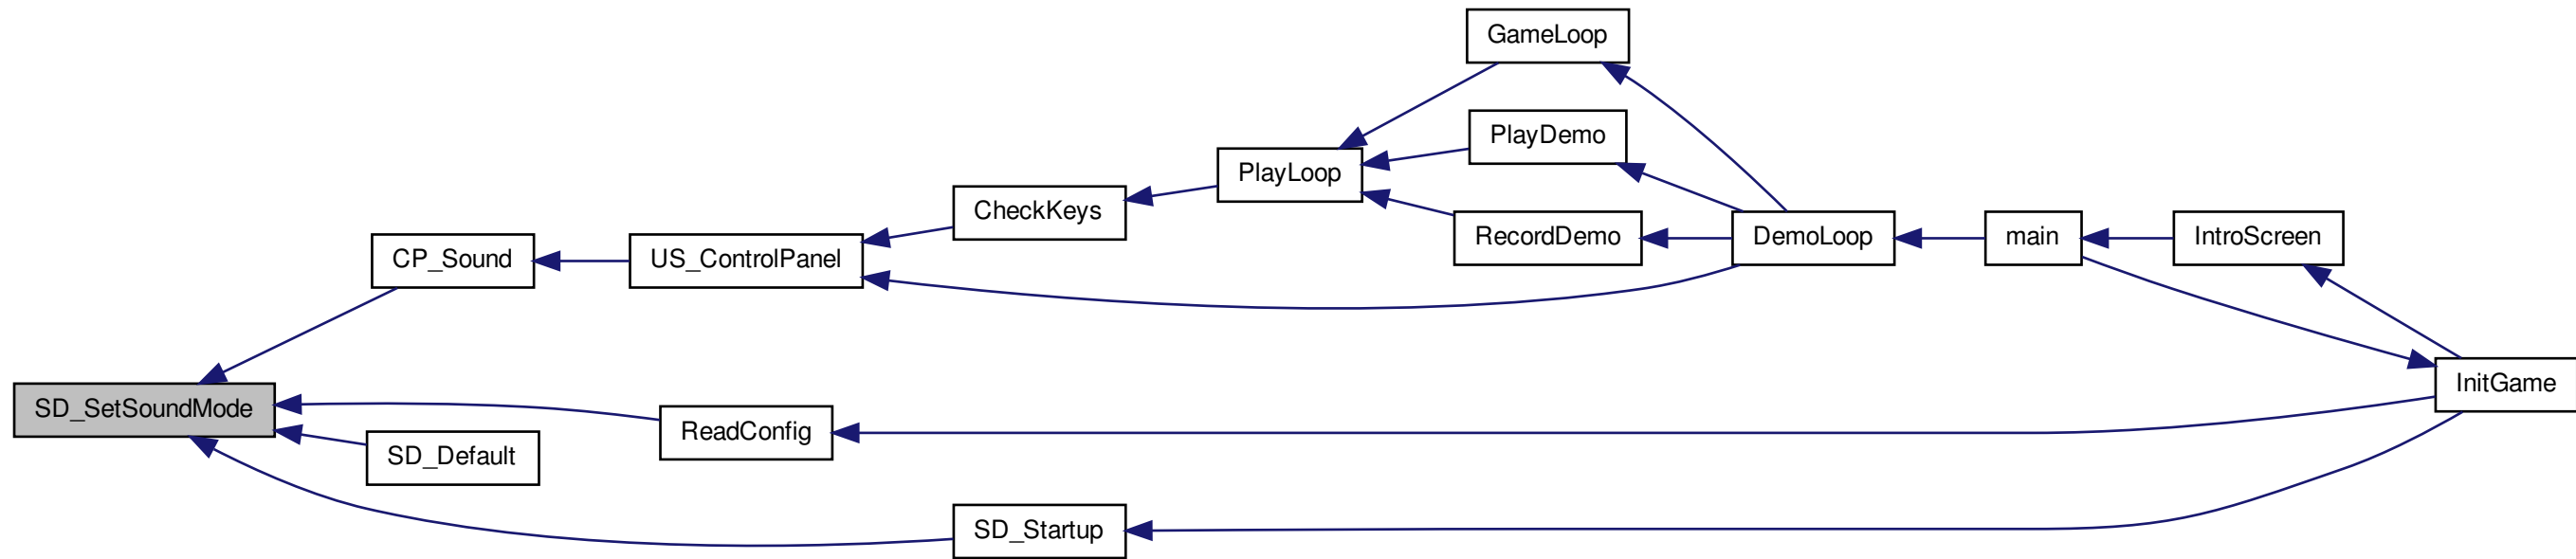 GameLoop
PlayDemo
PlayLoop
CheckKeys
RecordDemo
DemoLoop
main
IntroScreen
CP_Sound
US_ControlPanel
InitGame
SD_SetSoundMode
ReadConfig
SD_Default
SD_Startup